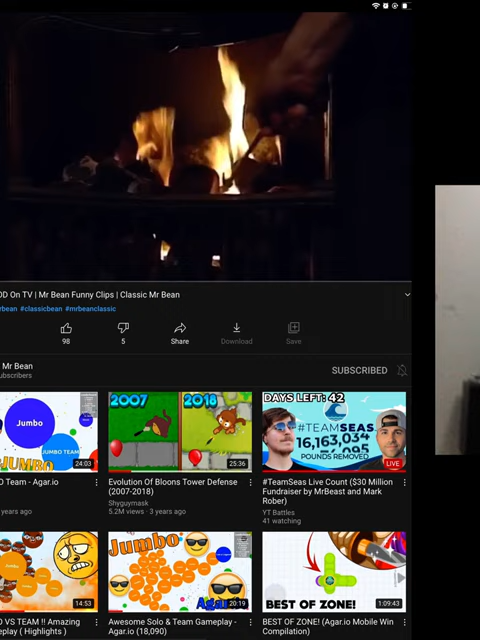 OD On TV | Mr Bean Funny Clips | Classic Mr Bean
rbean #classicbean #mrbeanclassic
98
5
Share
Download
Save
Mr Bean
ubscribers
SUBSCRIBED
Jumbo
JUMBO TEAM
JUMBO
24:03
2007
2018
25:36
DAYS LEFT: 42
#TEAMSEAS
16,163,034
POUNDS REMOVED
LIVE
O Team - Agar.io
years ago
Evolution Of Bloons Tower Defense
(2007-2018)
Shyguymask
5.2M views · 3 years ago
#TeamSeas Live Count ($30 Million
Fundraiser by MrBeast and Mark
Rober)
YT Battles
41 watching
14:53
Jumbo
Agar
20:19
BEST OF ZONE!
1:09:43
O VS TEAM !! Amazing
eplay ( Highlights )
Awesome Solo & Team Gameplay -
Agar.io (18,090)
BEST OF ZONE! (Agar.io Mobile Win
Compilation)